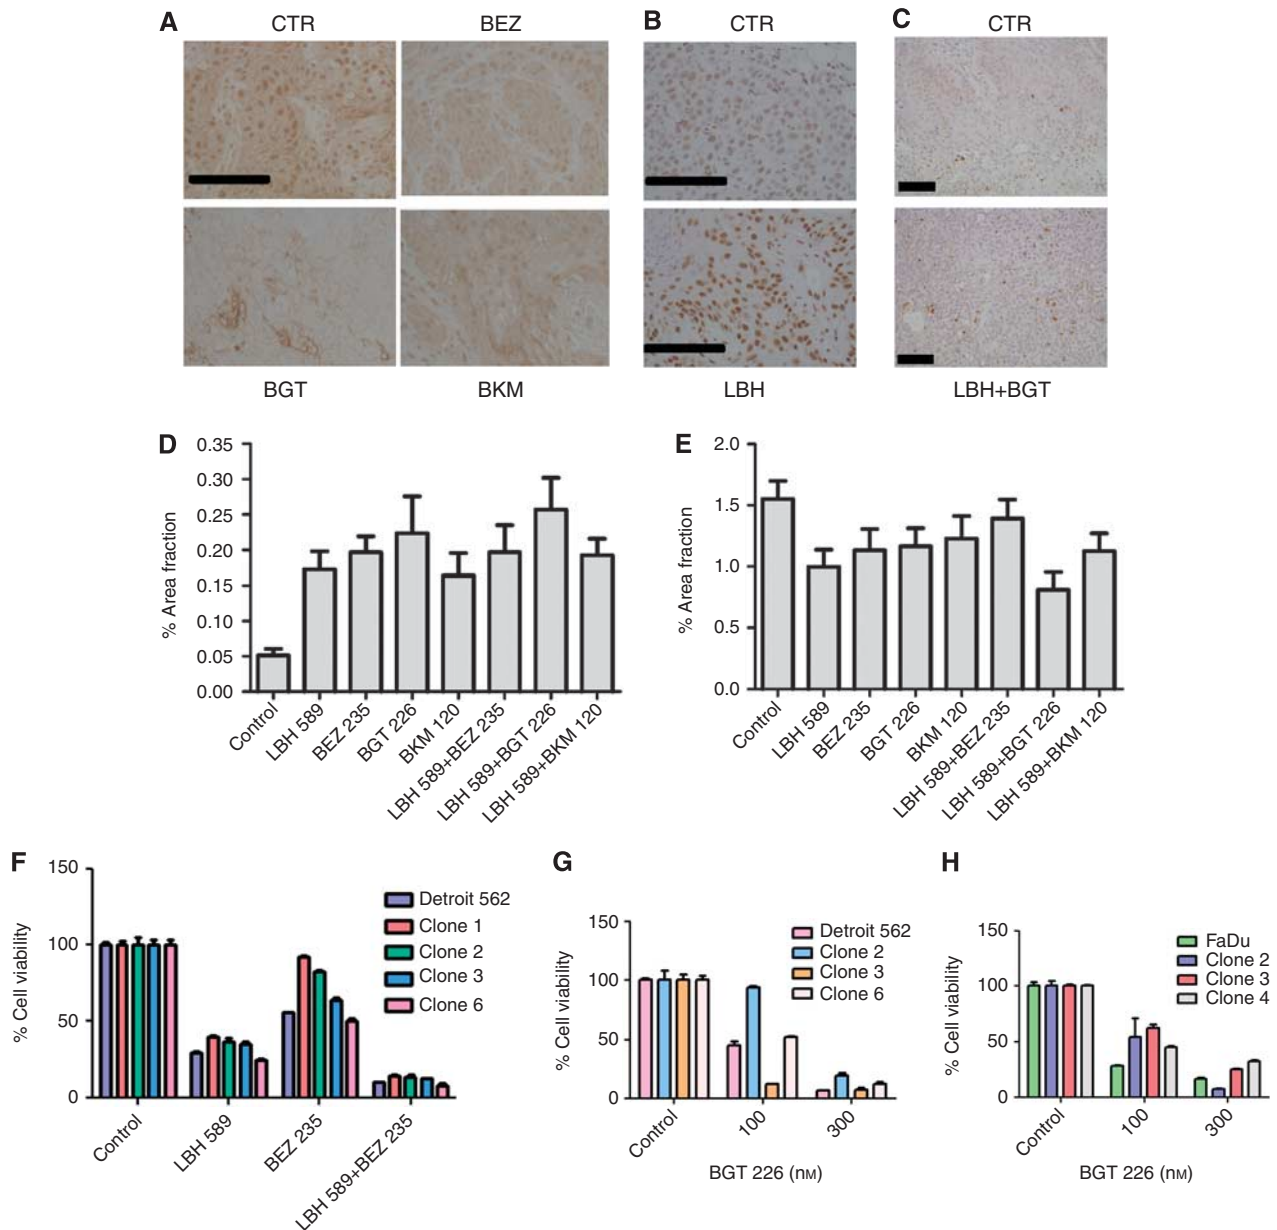 A
CTR
BEZ
BGT
BKM
B
CTR
LBH
C
CTR
LBH+BGT
D
% Area fraction
0.35
0.30
0.25
0.20
0.15
0.10
0.05
0.00
Control
LBH 589
BEZ 235
BGT 226
BKM 120
LBH 589+BEZ 235
LBH 589+BGT 226
LBH 589+BKM 120
E
% Area fraction
2.0
1.5
1.0
0.5
0.0
Control
LBH 589
BEZ 235
BGT 226
BKM 120
LBH 589+BEZ 235
LBH 589+BGT 226
LBH 589+BKM 120
F
% Cell viability
150
100
50
0
Detroit 562
Clone 1
Clone 2
Clone 3
Clone 6
Control
LBH 589
BEZ 235
LBH 589+BEZ 235
G
% Cell viability
150
100
50
0
Detroit 562
Clone 2
Clone 3
Clone 6
Control
100
300
BGT 226 (nM)
H
% Cell viability
150
100
50
0
FaDu
Clone 2
Clone 3
Clone 4
Control
100
300
BGT 226 (nM)